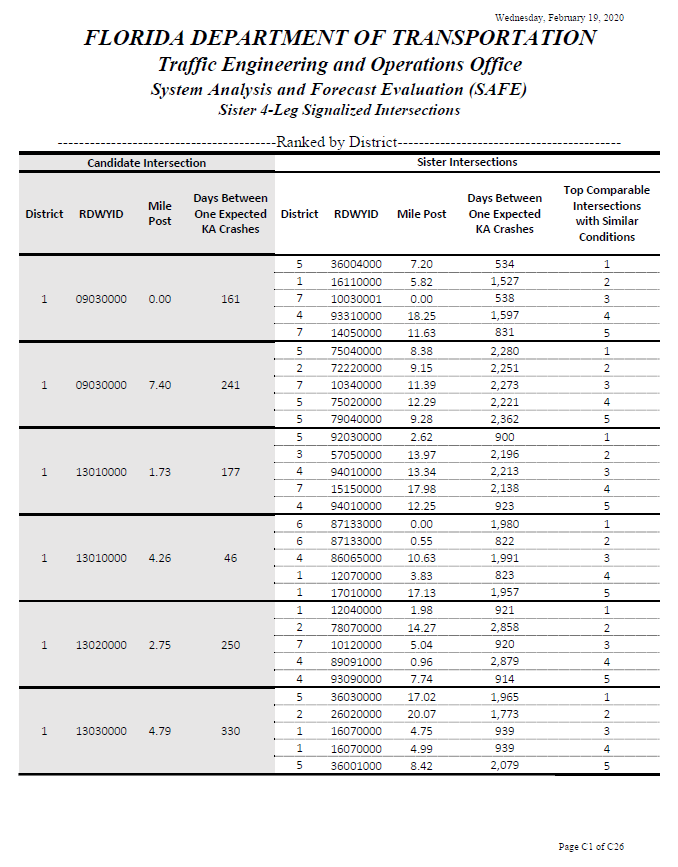 Wednesday, February 19, 2020
FLORIDA DEPARTMENT OF TRANSPORTATION
Traffic Engineering and Operations Office
System Analysis and Forecast Evaluation (SAFE)
Sister 4-Leg Signalized Intersections
-----------------------------------------Ranked by District------------------------------------------
Candidate Intersection Sister Intersections
District RDWYID Mile Post Days Between One Expected KA Crashes District RDWYID Mile Post Days Between One Expected KA Crashes Top Comparable Intersections with Similar Conditions
5 36004000 7.20 534 1
1 16110000 5.82 1,527 2
1 09030000 0.00 161 7 10030001 0.00 538 3
4 93310000 18.25 1,597 4
7 14050000 11.63 831 5
5 75040000 8.38 2,280 1
2 72220000 9.15 2,251 2
1 09030000 7.40 241 7 10340000 11.39 2,273 3
5 75020000 12.29 2,221 4
5 79040000 9.28 2,362 5
5 92030000 2.62 900 1
3 57050000 13.97 2,196 2
1 13010000 1.73 177 4 94010000 13.34 2,213 3
7 15150000 17.98 2,138 4
4 94010000 12.25 923 5
6 87133000 0.00 1,980 1
6 87133000 0.55 822 2
1 13010000 4.26 46 4 86065000 10.63 1,991 3
1 12070000 3.83 823 4
1 17010000 17.13 1,957 5
1 12040000 1.98 921 1
2 78070000 14.27 2,858 2
1 13020000 2.75 250 7 10120000 5.04 920 3
4 89091000 0.96 2,879 4
4 93090000 7.74 914 5
5 36030000 17.02 1,965 1
2 26020000 20.07 1,773 2
1 13030000 4.79 330 1 16070000 4.75 939 3
1 16070000 4.99 939 4
5 36001000 8.42 2,079 5
Page C1 of C26